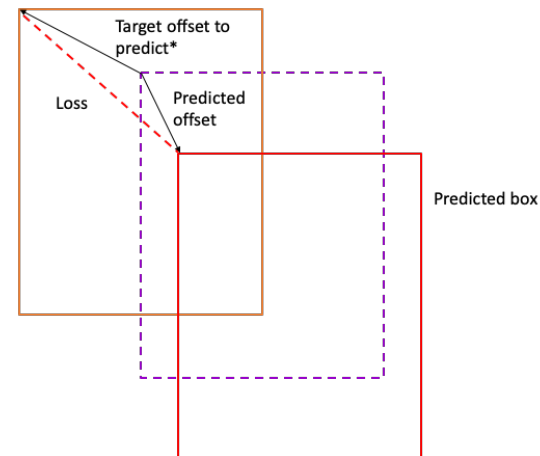 Target offset to
predict*
Loss
Predicted
offset
Predicted box